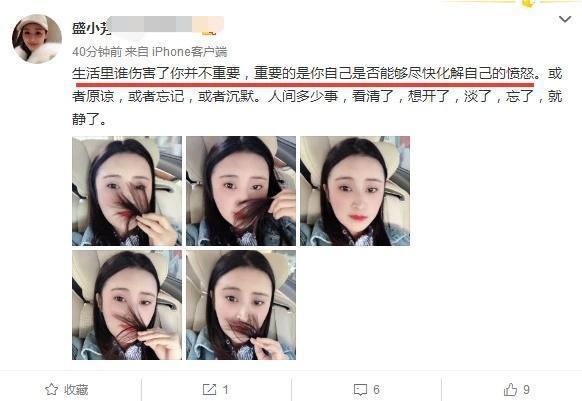 盛小
40分钟前 来自 iPhone客户端
生活里谁伤害了你并不重要，重要的是你自己是否能够尽快化解自己的愤怒。或
者原谅，或者忘记，或者沉默。人间多少事，看清了，想开了，淡了，忘了，就
静了。
收藏 1 6 9